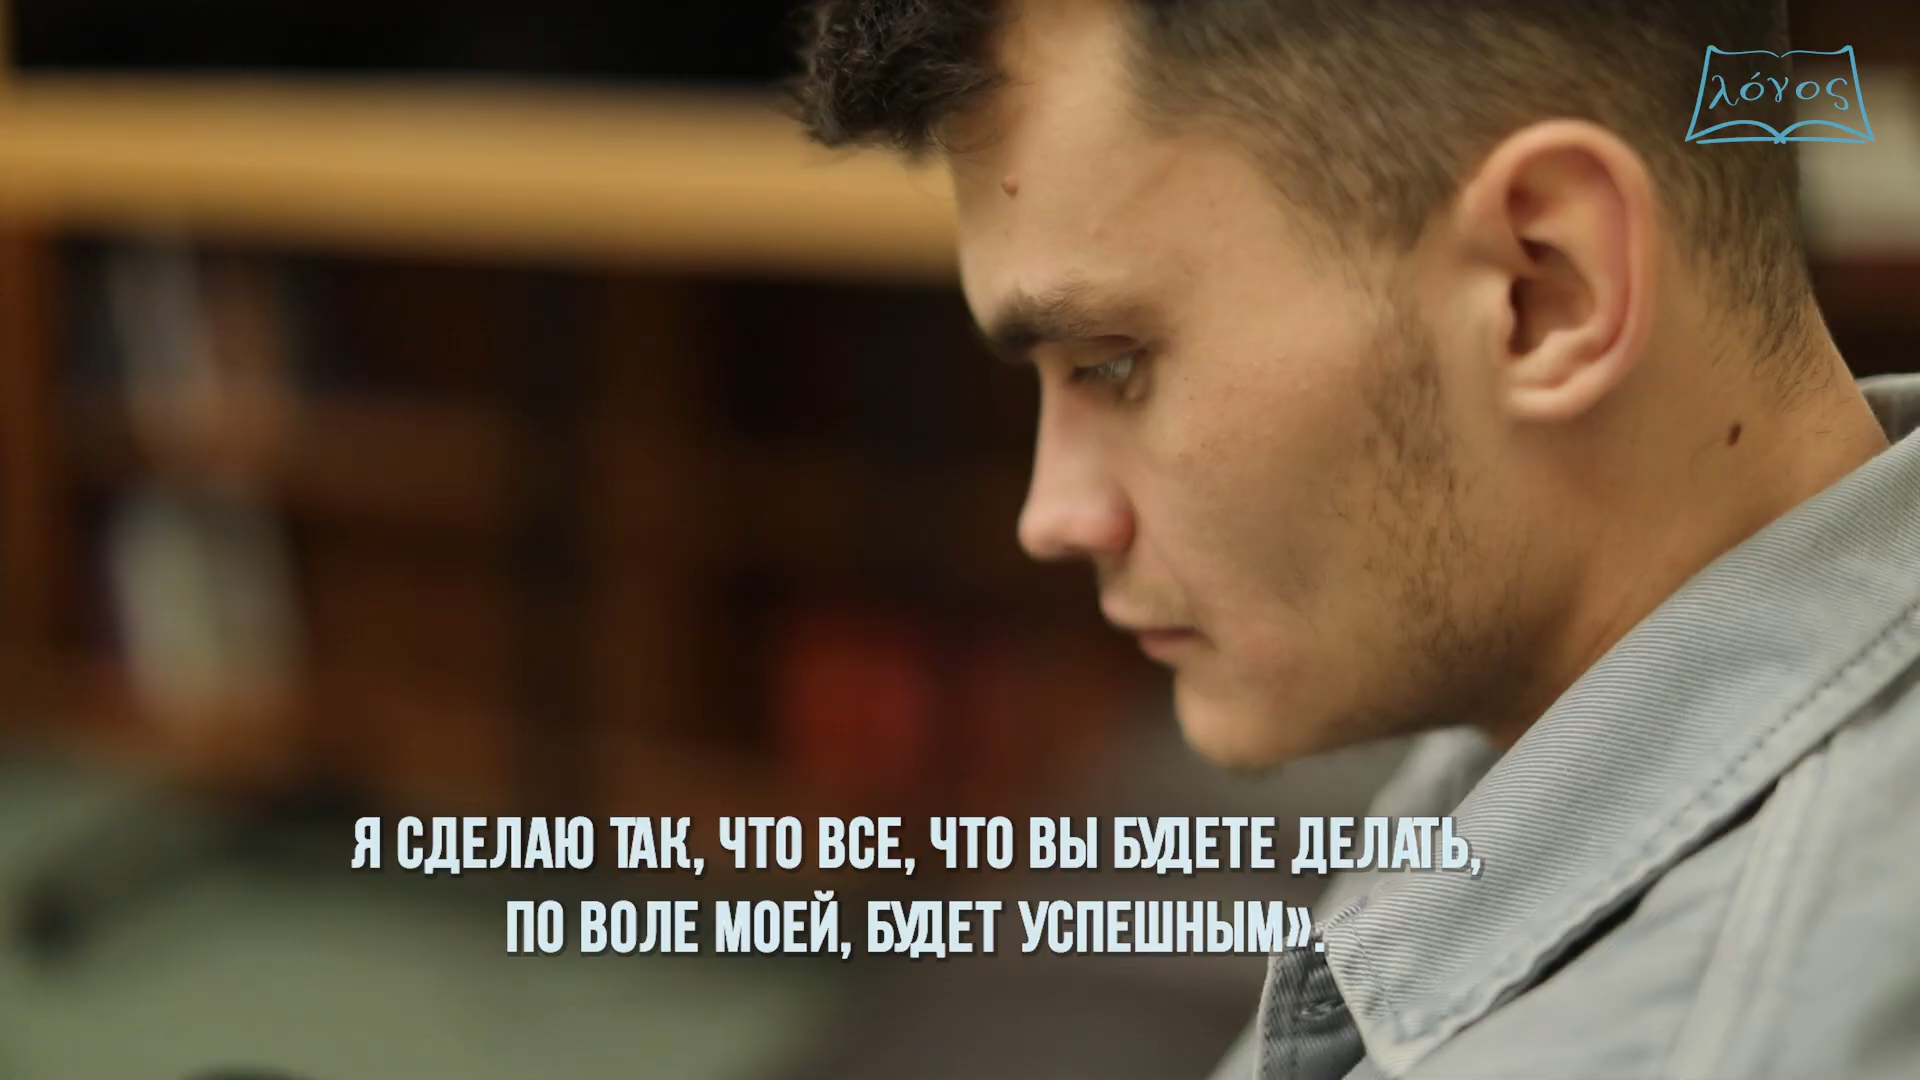 λόγος
Я СДЕЛАЮ ТАК, ЧТО ВСЕ, ЧТО ВЫ БУДЕТЕ ДЕЛАТЬ,
ПО ВОЛЕ МОЕЙ, БУДЕТ УСПЕШНЫМ».